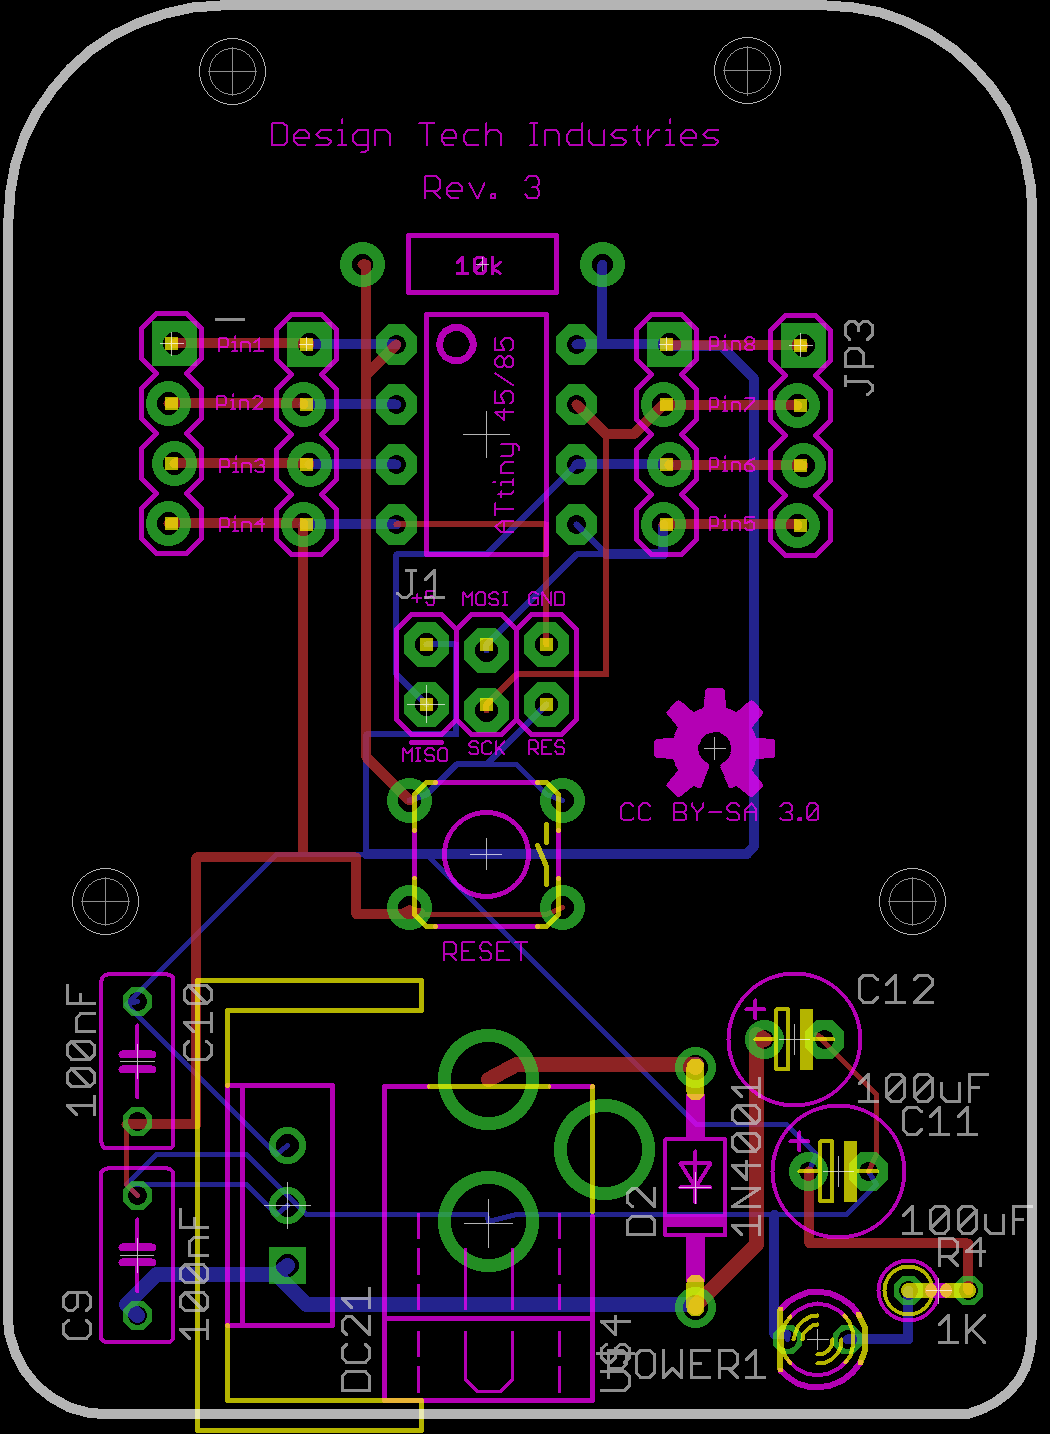 Design Tech Industries
Rev. 3
10k
Pin1
Pin8
JP3
Pin2
Pin7
ATtiny 45/85
Pin3
Pin6
Pin4
Pin5
J1
+5
MOSI
GND
MISO
SCK
RES
CC BY-SA 3.0
RESET
C10
100nF
C12
100uF
C11
1N4001
D2
100uF
R4
1K
100nF
C9
DC21
POWER1